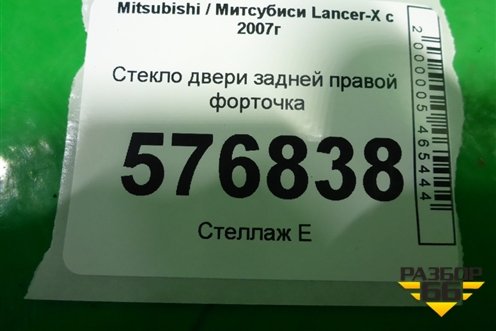 Mitsubishi / Митсубиси Lancer-X с
2007г
Стекло двери задней правой
форточка
576838
Стеллаж Е
2000005465444
РАЗБОР
66